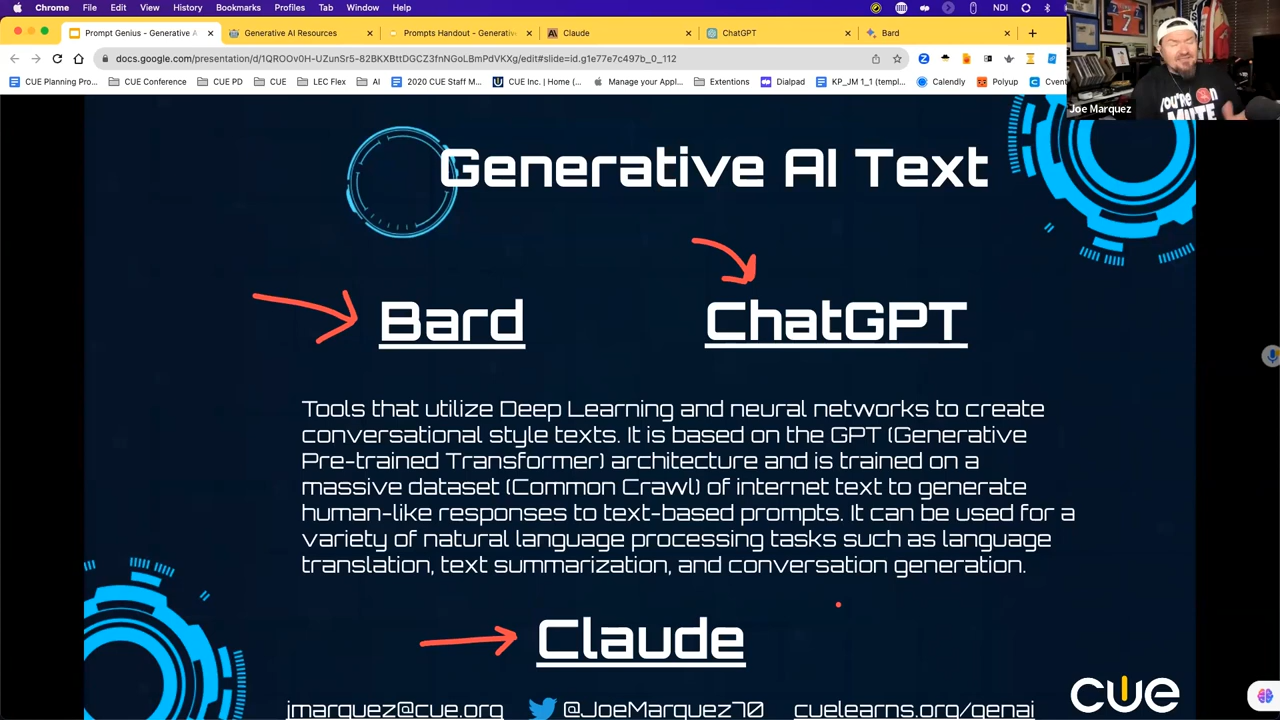 Chrome File Edit View History Bookmarks Profiles Tab Window Help NDI
Prompt Genius - Generative A Generative AI Resources Prompts Handout - Generative Claude ChatGPT Bard
docs.google.com/presentation/d/1QROOv0H-UZunSr5-82BKXBttDGCZ3fnNGoLBmPdVKXg/edit#slide=id.g1e77e7c497b_0_112
CUE Planning Pro... CUE Conference CUE PD CUE LEC Flex AI 2020 CUE Staff M... CUE Inc. | Home (... Manage your Appl... Extentions Dialpad KP_JM 1_1 (templ... Calendly Polyup Cvent
YOU'RE ON
MUTE
Joe Marquez
Generative AI Text
Bard ChatGPT
Tools that utilize Deep Learning and neural networks to create
conversational style texts. It is based on the GPT (Generative
Pre-trained Transformer) architecture and is trained on a
massive dataset (Common Crawl) of internet text to generate
human-like responses to text-based prompts. It can be used for a
variety of natural language processing tasks such as language
translation, text summarization, and conversation generation.
Claude
jmarquez@cue.org @JoeMarquez70 cuelearns.org/genai
cue